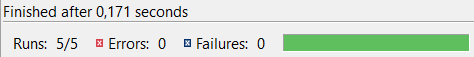 Finished after 0,171 seconds
Runs: 5/5 Errors: 0 Failures: 0